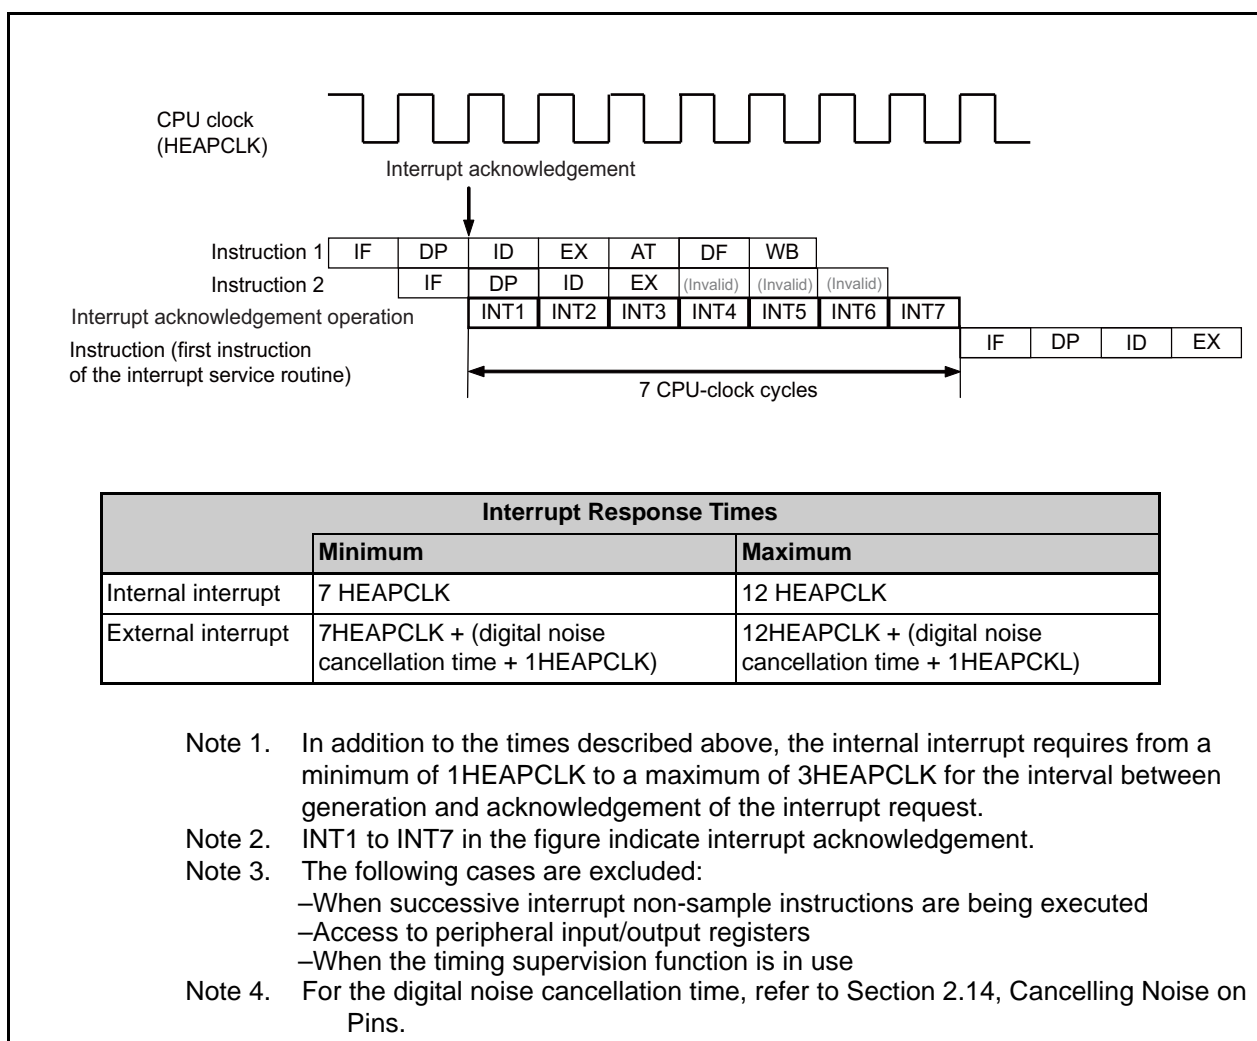 CPU clock
(HEAPCLK)
Interrupt acknowledgement
Instruction 1 IF DP ID EX AT DF WB
Instruction 2 IF DP ID EX (Invalid) (Invalid) (Invalid)
Interrupt acknowledgement operation INT1 INT2 INT3 INT4 INT5 INT6 INT7
Instruction (first instruction
of the interrupt service routine)
IF DP ID EX
7 CPU-clock cycles
Interrupt Response Times
Minimum Maximum
Internal interrupt 7 HEAPCLK 12 HEAPCLK
External interrupt 7HEAPCLK + (digital noise
cancellation time + 1HEAPCLK)
12HEAPCLK + (digital noise
cancellation time + 1HEAPCKL)
Note 1. In addition to the times described above, the internal interrupt requires from a
minimum of 1HEAPCLK to a maximum of 3HEAPCLK for the interval between
generation and acknowledgement of the interrupt request.
Note 2. INT1 to INT7 in the figure indicate interrupt acknowledgement.
Note 3. The following cases are excluded:
–When successive interrupt non-sample instructions are being executed
–Access to peripheral input/output registers
–When the timing supervision function is in use
Note 4. For the digital noise cancellation time, refer to Section 2.14, Cancelling Noise on
Pins.